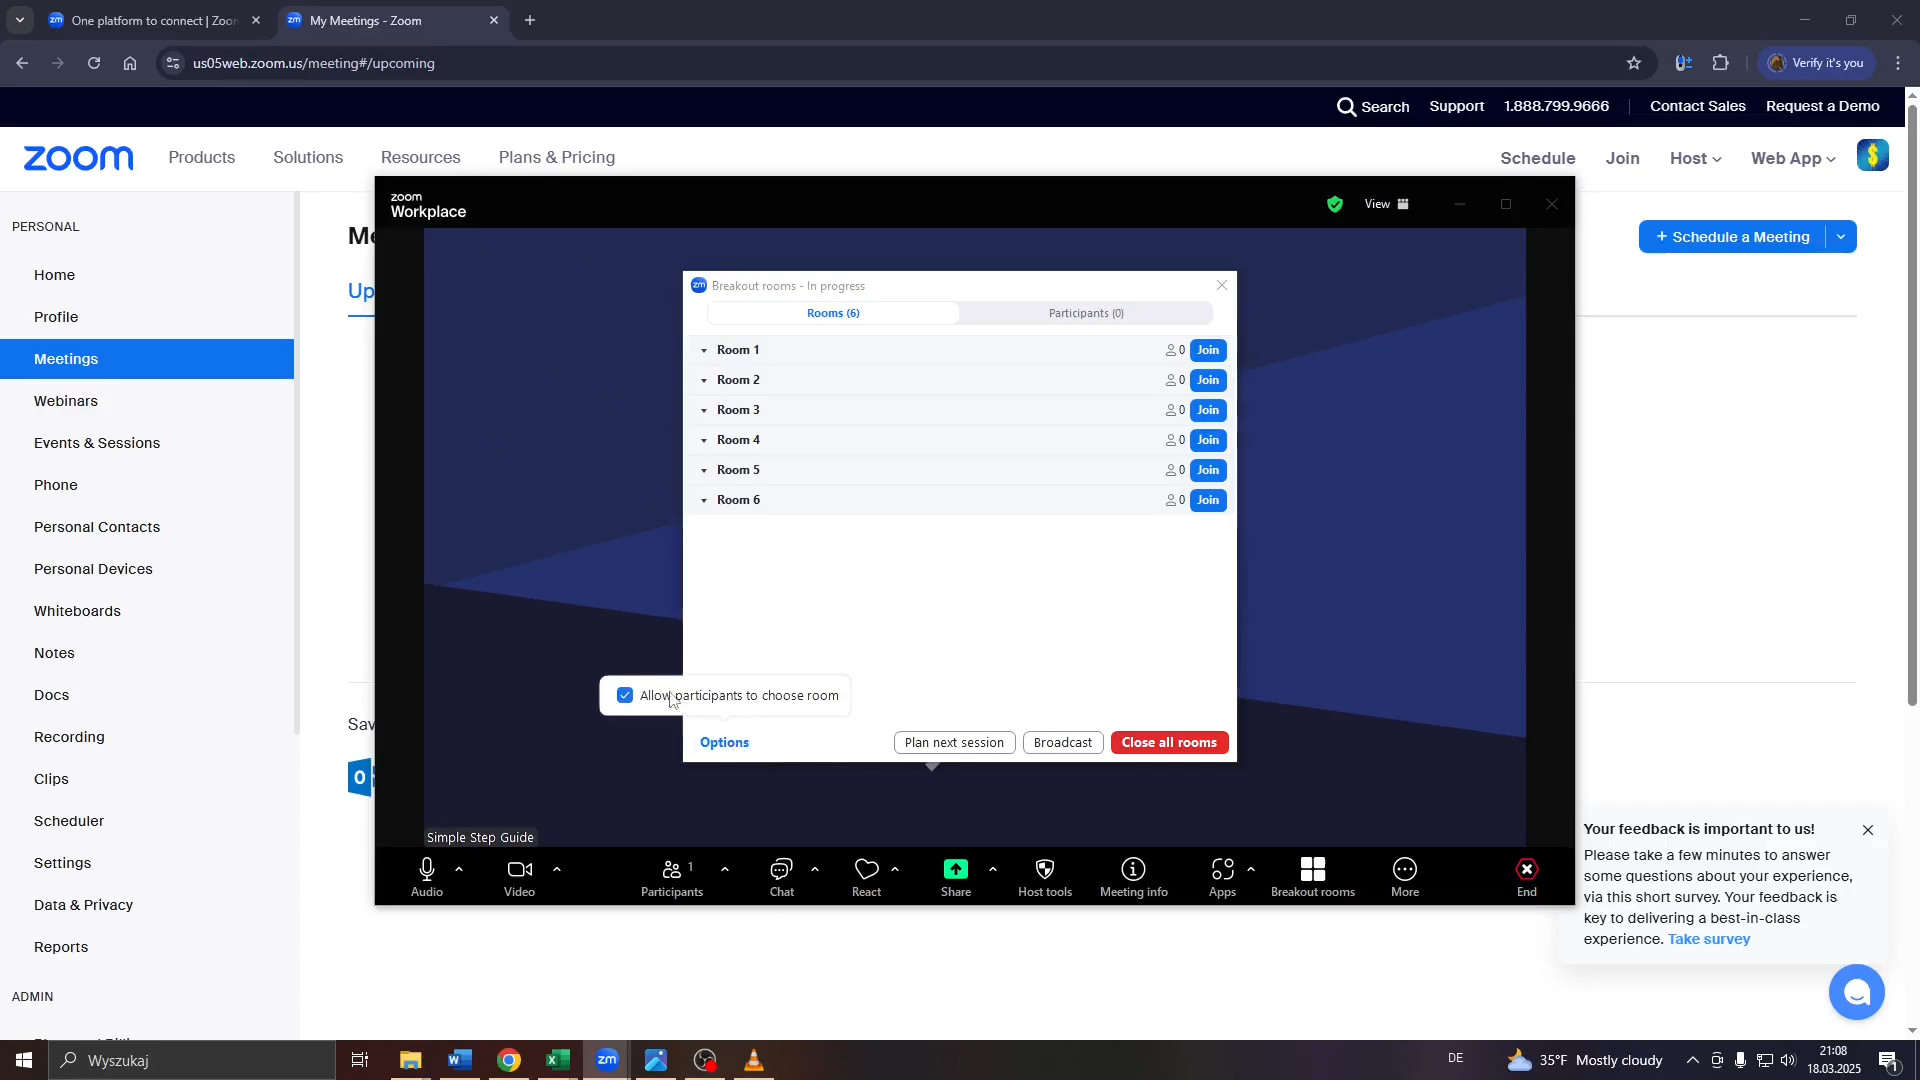 One platform to connect | Zoom
My Meetings - Zoom
us05web.zoom.us/meeting#/upcoming
Verify it's you
Search
Support
1.888.799.9666
Contact Sales
Request a Demo
zoom
Products
Solutions
Resources
Plans & Pricing
Schedule
Join
Host
Web App
PERSONAL
Home
Profile
Meetings
Webinars
Events & Sessions
Phone
Personal Contacts
Personal Devices
Whiteboards
Notes
Docs
Recording
Clips
Scheduler
Settings
Data & Privacy
Reports
ADMIN
Me
Up
Sav
+ Schedule a Meeting
zoom
Workplace
View
Breakout rooms - In progress
Rooms (6)
Participants (0)
Room 1
0
Join
Room 2
0
Join
Room 3
0
Join
Room 4
0
Join
Room 5
0
Join
Room 6
0
Join
Allow participants to choose room
Options
Plan next session
Broadcast
Close all rooms
Simple Step Guide
Audio
Video
1
Participants
Chat
React
Share
Host tools
Meeting info
Apps
Breakout rooms
More
End
Your feedback is important to us!
Please take a few minutes to answer
some questions about your experience,
via this short survey. Your feedback is
key to delivering a best-in-class
experience. Take survey
Wyszukaj
DE
35°F Mostly cloudy
21:08
18.03.2025
1